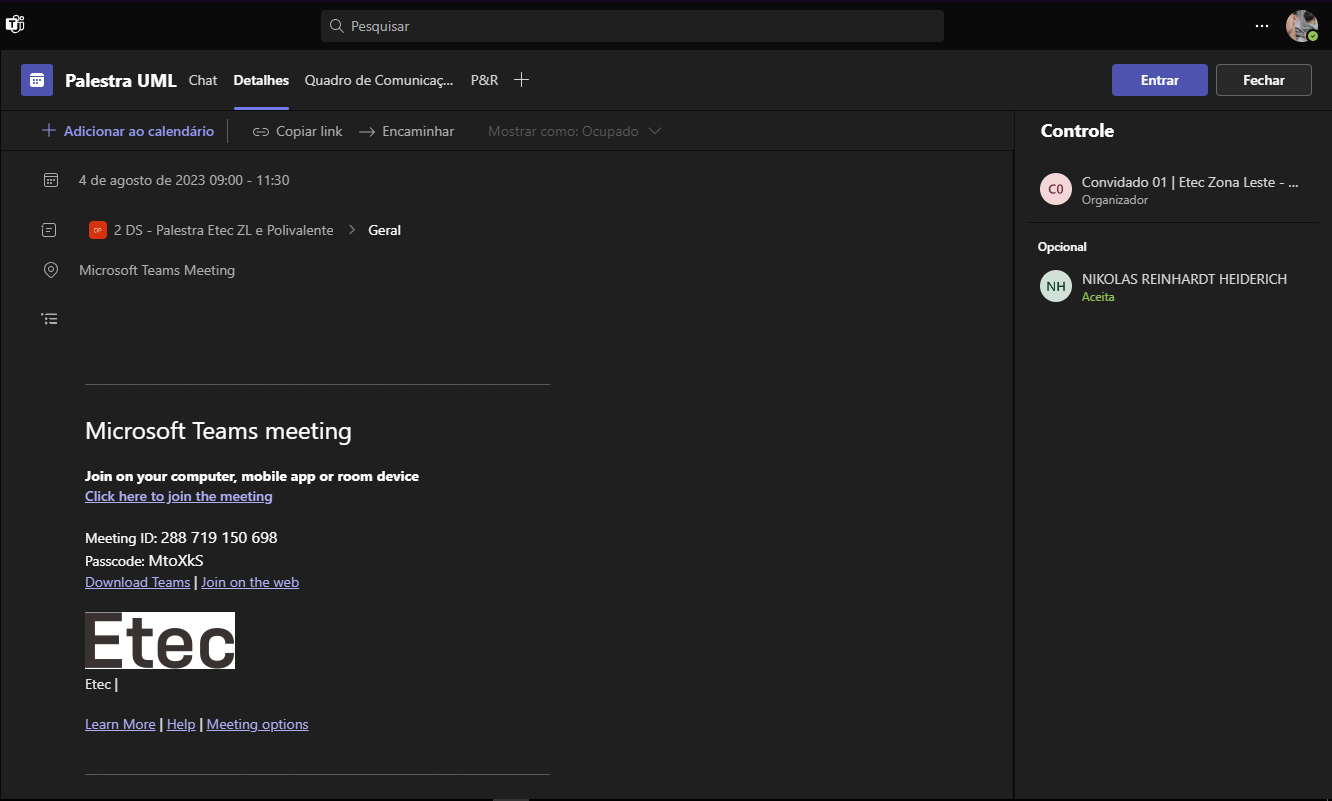 Pesquisar
Palestra UML Chat Detalhes Quadro de Comunicaç... P&R
Entrar Fechar
Adicionar ao calendário Copiar link Encaminhar Mostrar como: Ocupado
4 de agosto de 2023 09:00 - 11:30
DP 2 DS - Palestra Etec ZL e Polivalente > Geral
Microsoft Teams Meeting
Microsoft Teams meeting
Join on your computer, mobile app or room device
Click here to join the meeting
Meeting ID: 288 719 150 698
Passcode: MtoXkS
Download Teams | Join on the web
Etec
Etec |
Learn More | Help | Meeting options
Controle
C0 Convidado 01 | Etec Zona Leste - ...
Organizador
Opcional
NH NIKOLAS REINHARDT HEIDERICH
Aceita